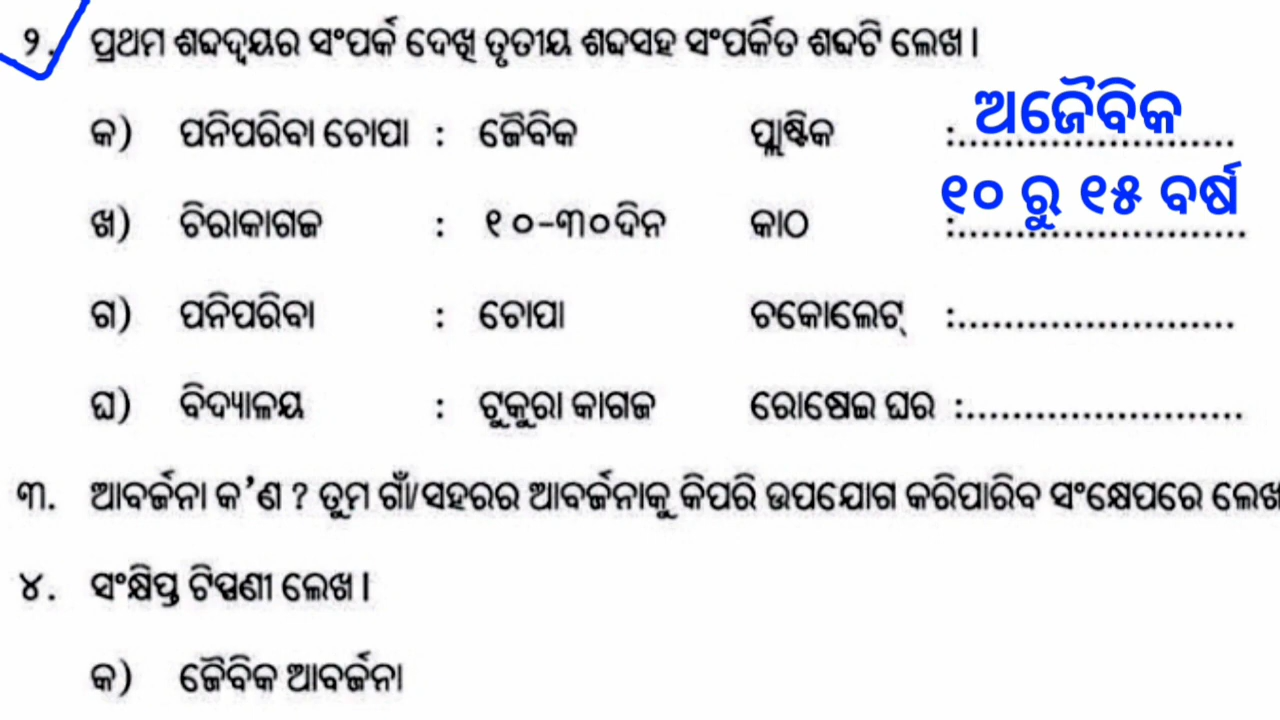 ୨. ପ୍ରଥମ ଶବ୍ଦଦ୍ୱୟର ସଂପର୍କ ଦେଖି ତୃତୀୟ ଶବ୍ଦସହ ସଂପର୍କିତ ଶବ୍ଦଟି ଲେଖ ।
କ) ପନିପରିବା ଚୋପା : ଜୈବିକ ପ୍ଲାଷ୍ଟିକ :........................ ଅଜୈବିକ
ଖ) ଚିରାକାଗଜ : ୧୦-୩୦ଦିନ କାଠ :......................... ୧୦ ରୁ ୧୫ ବର୍ଷ
ଗ) ପନିପରିବା : ଚୋପା ଚକୋଲେଟ୍ :........................
ଘ) ବିଦ୍ୟାଳୟ : ଟୁକୁରା କାଗଜ ରୋଷେଇ ଘର :........................
୩. ଆବର୍ଜନା କ'ଣ ? ତୁମ ଗାଁ/ସହରର ଆବର୍ଜନାକୁ କିପରି ଉପଯୋଗ କରିପାରିବ ସଂକ୍ଷେପରେ ଲେଖ
୪. ସଂକ୍ଷିପ୍ତ ଟିପ୍ପଣୀ ଲେଖ ।
କ) ଜୈବିକ ଆବର୍ଜନା